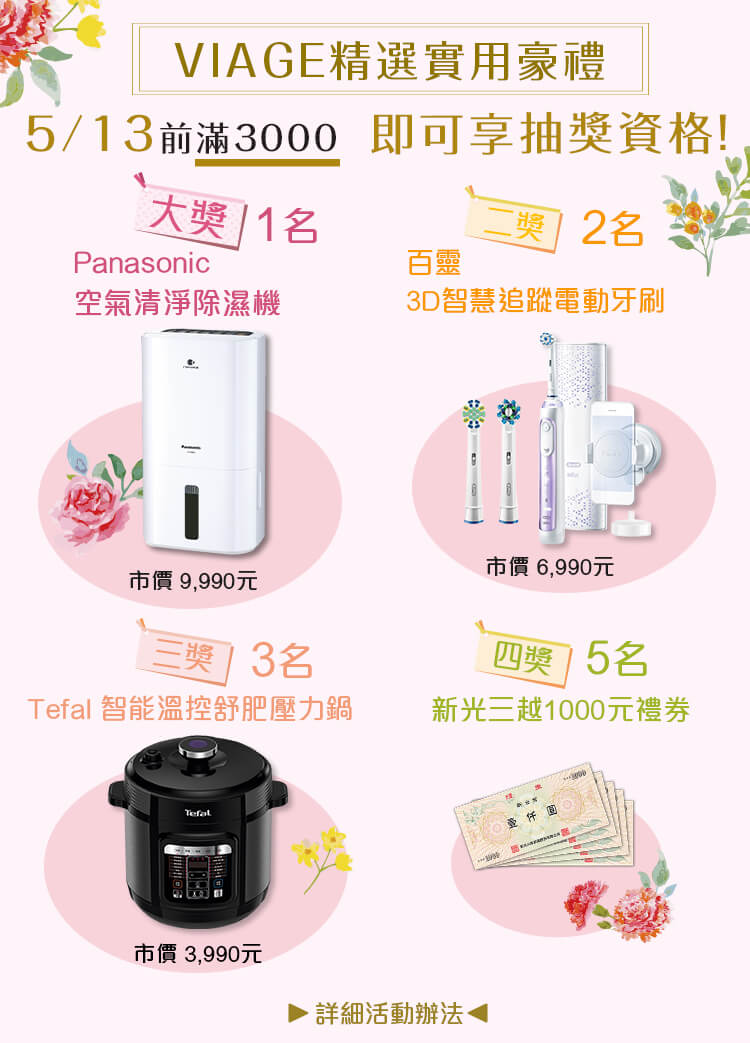 VIAGE精選實用豪禮
5/13前滿3000 即可享抽獎資格!
大獎 1名
Panasonic
空氣清淨除濕機
Panasonic
市價 9,990元
二獎 2名
百靈
3D智慧追蹤電動牙刷
市價 6,990元
三獎 3名
Tefal 智能溫控舒肥壓力鍋
Tefal
市價 3,990元
四獎 5名
新光三越1000元禮券
壹仟圓
▶詳細活動辦法◀